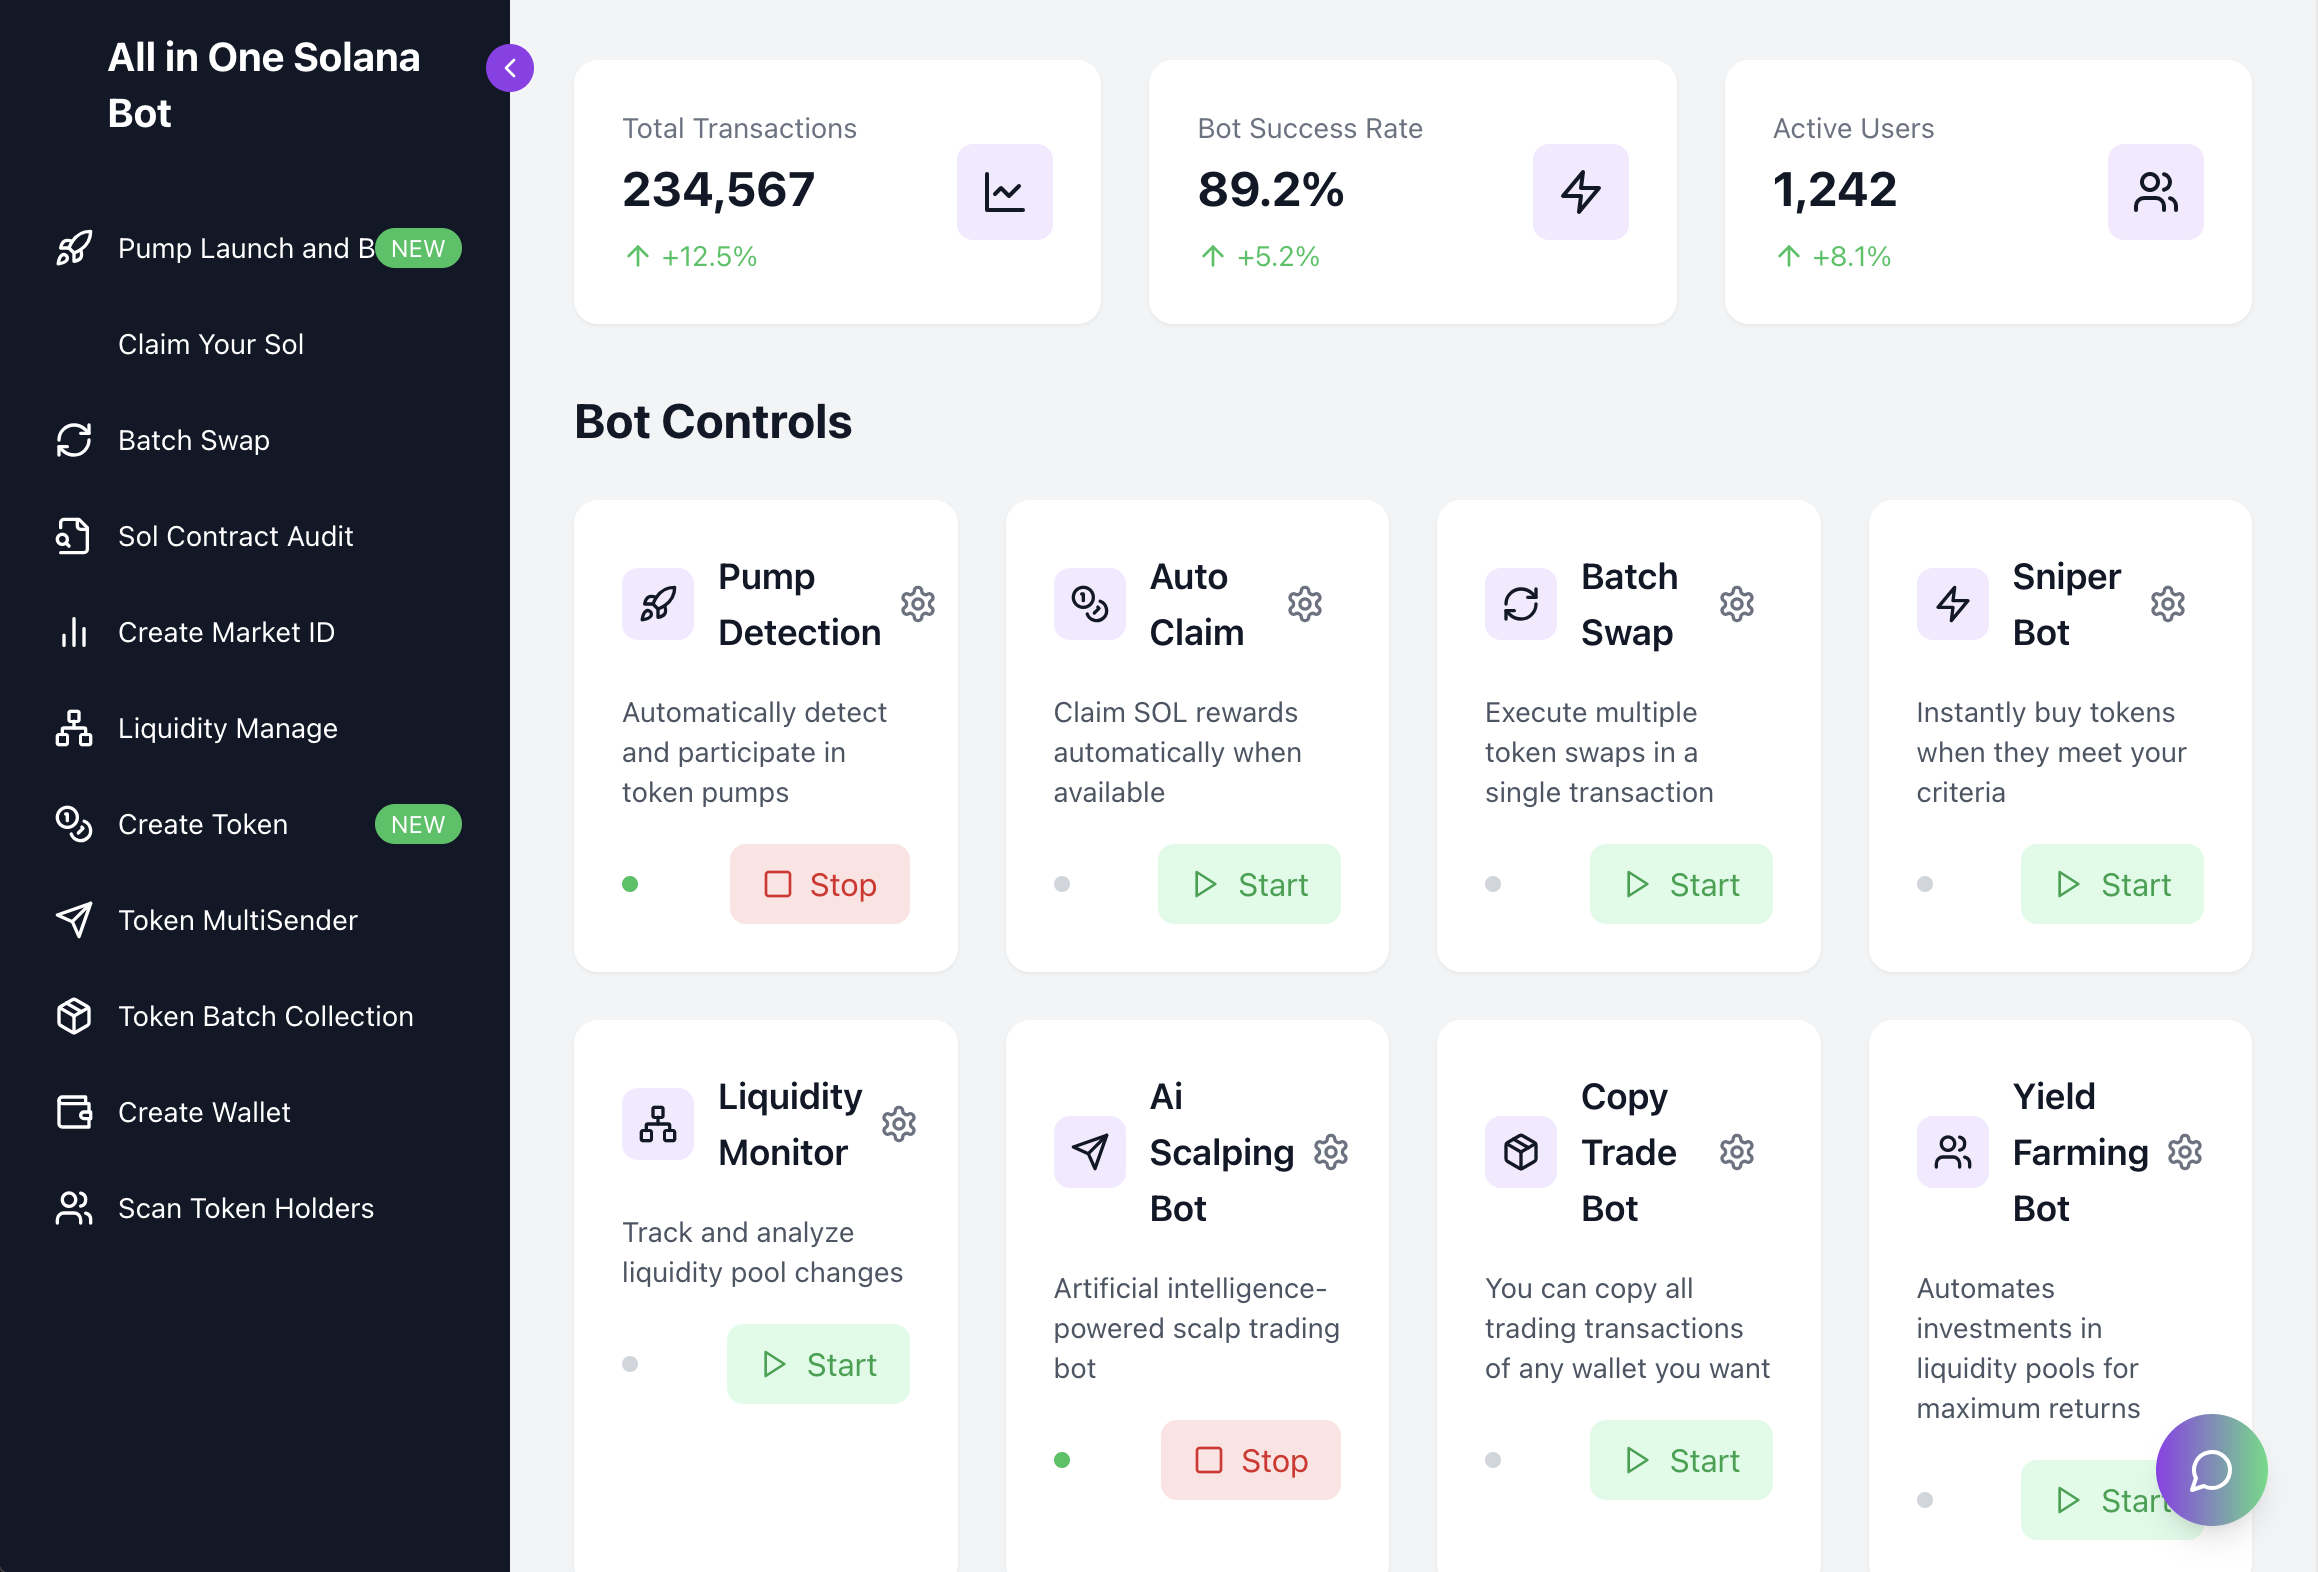 All in One Solana
Bot
Pump Launch and B
NEW
Claim Your Sol
Batch Swap
Sol Contract Audit
Create Market ID
Liquidity Manage
Create Token
NEW
Token MultiSender
Token Batch Collection
Create Wallet
Scan Token Holders
Total Transactions
234,567
+12.5%
Bot Success Rate
89.2%
+5.2%
Active Users
1,242
+8.1%
Bot Controls
Pump
Detection
Automatically detect
and participate in
token pumps
Stop
Auto
Claim
Claim SOL rewards
automatically when
available
Start
Batch
Swap
Execute multiple
token swaps in a
single transaction
Start
Sniper
Bot
Instantly buy tokens
when they meet your
criteria
Start
Liquidity
Monitor
Track and analyze
liquidity pool changes
Start
Ai
Scalping
Bot
Artificial intelligence-
powered scalp trading
bot
Stop
Copy
Trade
Bot
You can copy all
trading transactions
of any wallet you want
Start
Yield
Farming
Bot
Automates
investments in
liquidity pools for
maximum returns
Start